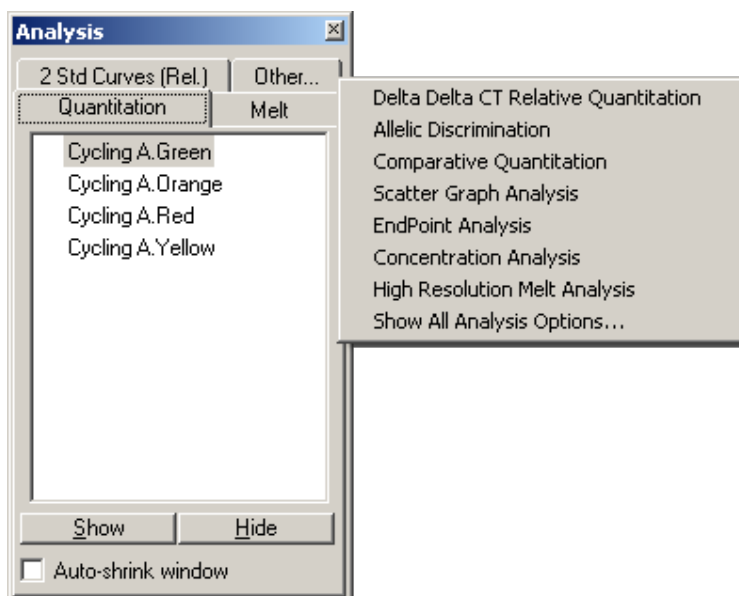 Analysis
2 Std Curves (Rel.)
Other...
Quantitation
Melt
Cycling A.Green
Cycling A.Orange
Cycling A.Red
Cycling A.Yellow
Show
Hide
Auto-shrink window
Delta Delta CT Relative Quantitation
Allelic Discrimination
Comparative Quantitation
Scatter Graph Analysis
EndPoint Analysis
Concentration Analysis
High Resolution Melt Analysis
Show All Analysis Options...